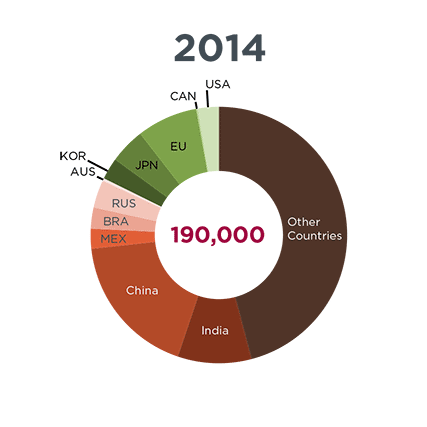 2014
USA
CAN
EU
JPN
KOR
AUS
RUS
BRA
MEX
China
India
Other
Countries
190,000